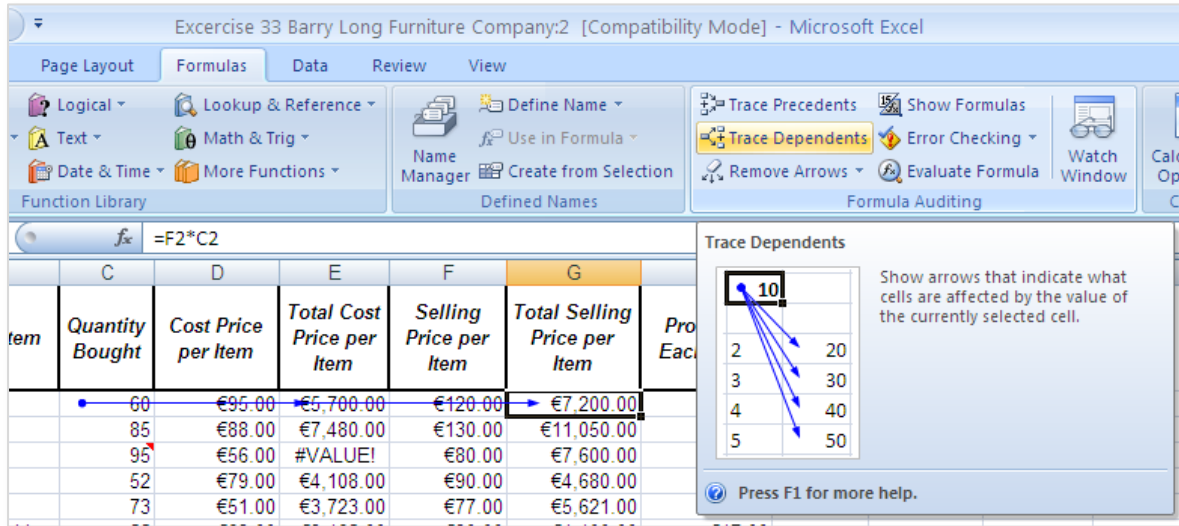 Excercise 33 Barry Long Furniture Company:2 [Compatibility Mode] - Microsoft Excel
Page Layout Formulas Data Review View
Logical Lookup & Reference Define Name Trace Precedents Show Formulas
Text Math & Trig Use in Formula Trace Dependents Error Checking
Date & Time More Functions Name Manager Create from Selection Remove Arrows Evaluate Formula Watch Window
Function Library Defined Names Formula Auditing
fx =F2*C2
C D E F G
Quantity Bought Cost Price per Item Total Cost Price per Item Selling Price per Item Total Selling Price per Item
60 €95.00 €5,700.00 €120.00 €7,200.00
85 €88.00 €7,480.00 €130.00 €11,050.00
95 €56.00 #VALUE! €80.00 €7,600.00
52 €79.00 €4,108.00 €90.00 €4,680.00
73 €51.00 €3,723.00 €77.00 €5,621.00
Trace Dependents
10
2 20
3 30
4 40
5 50
Show arrows that indicate what
cells are affected by the value of
the currently selected cell.
Press F1 for more help.